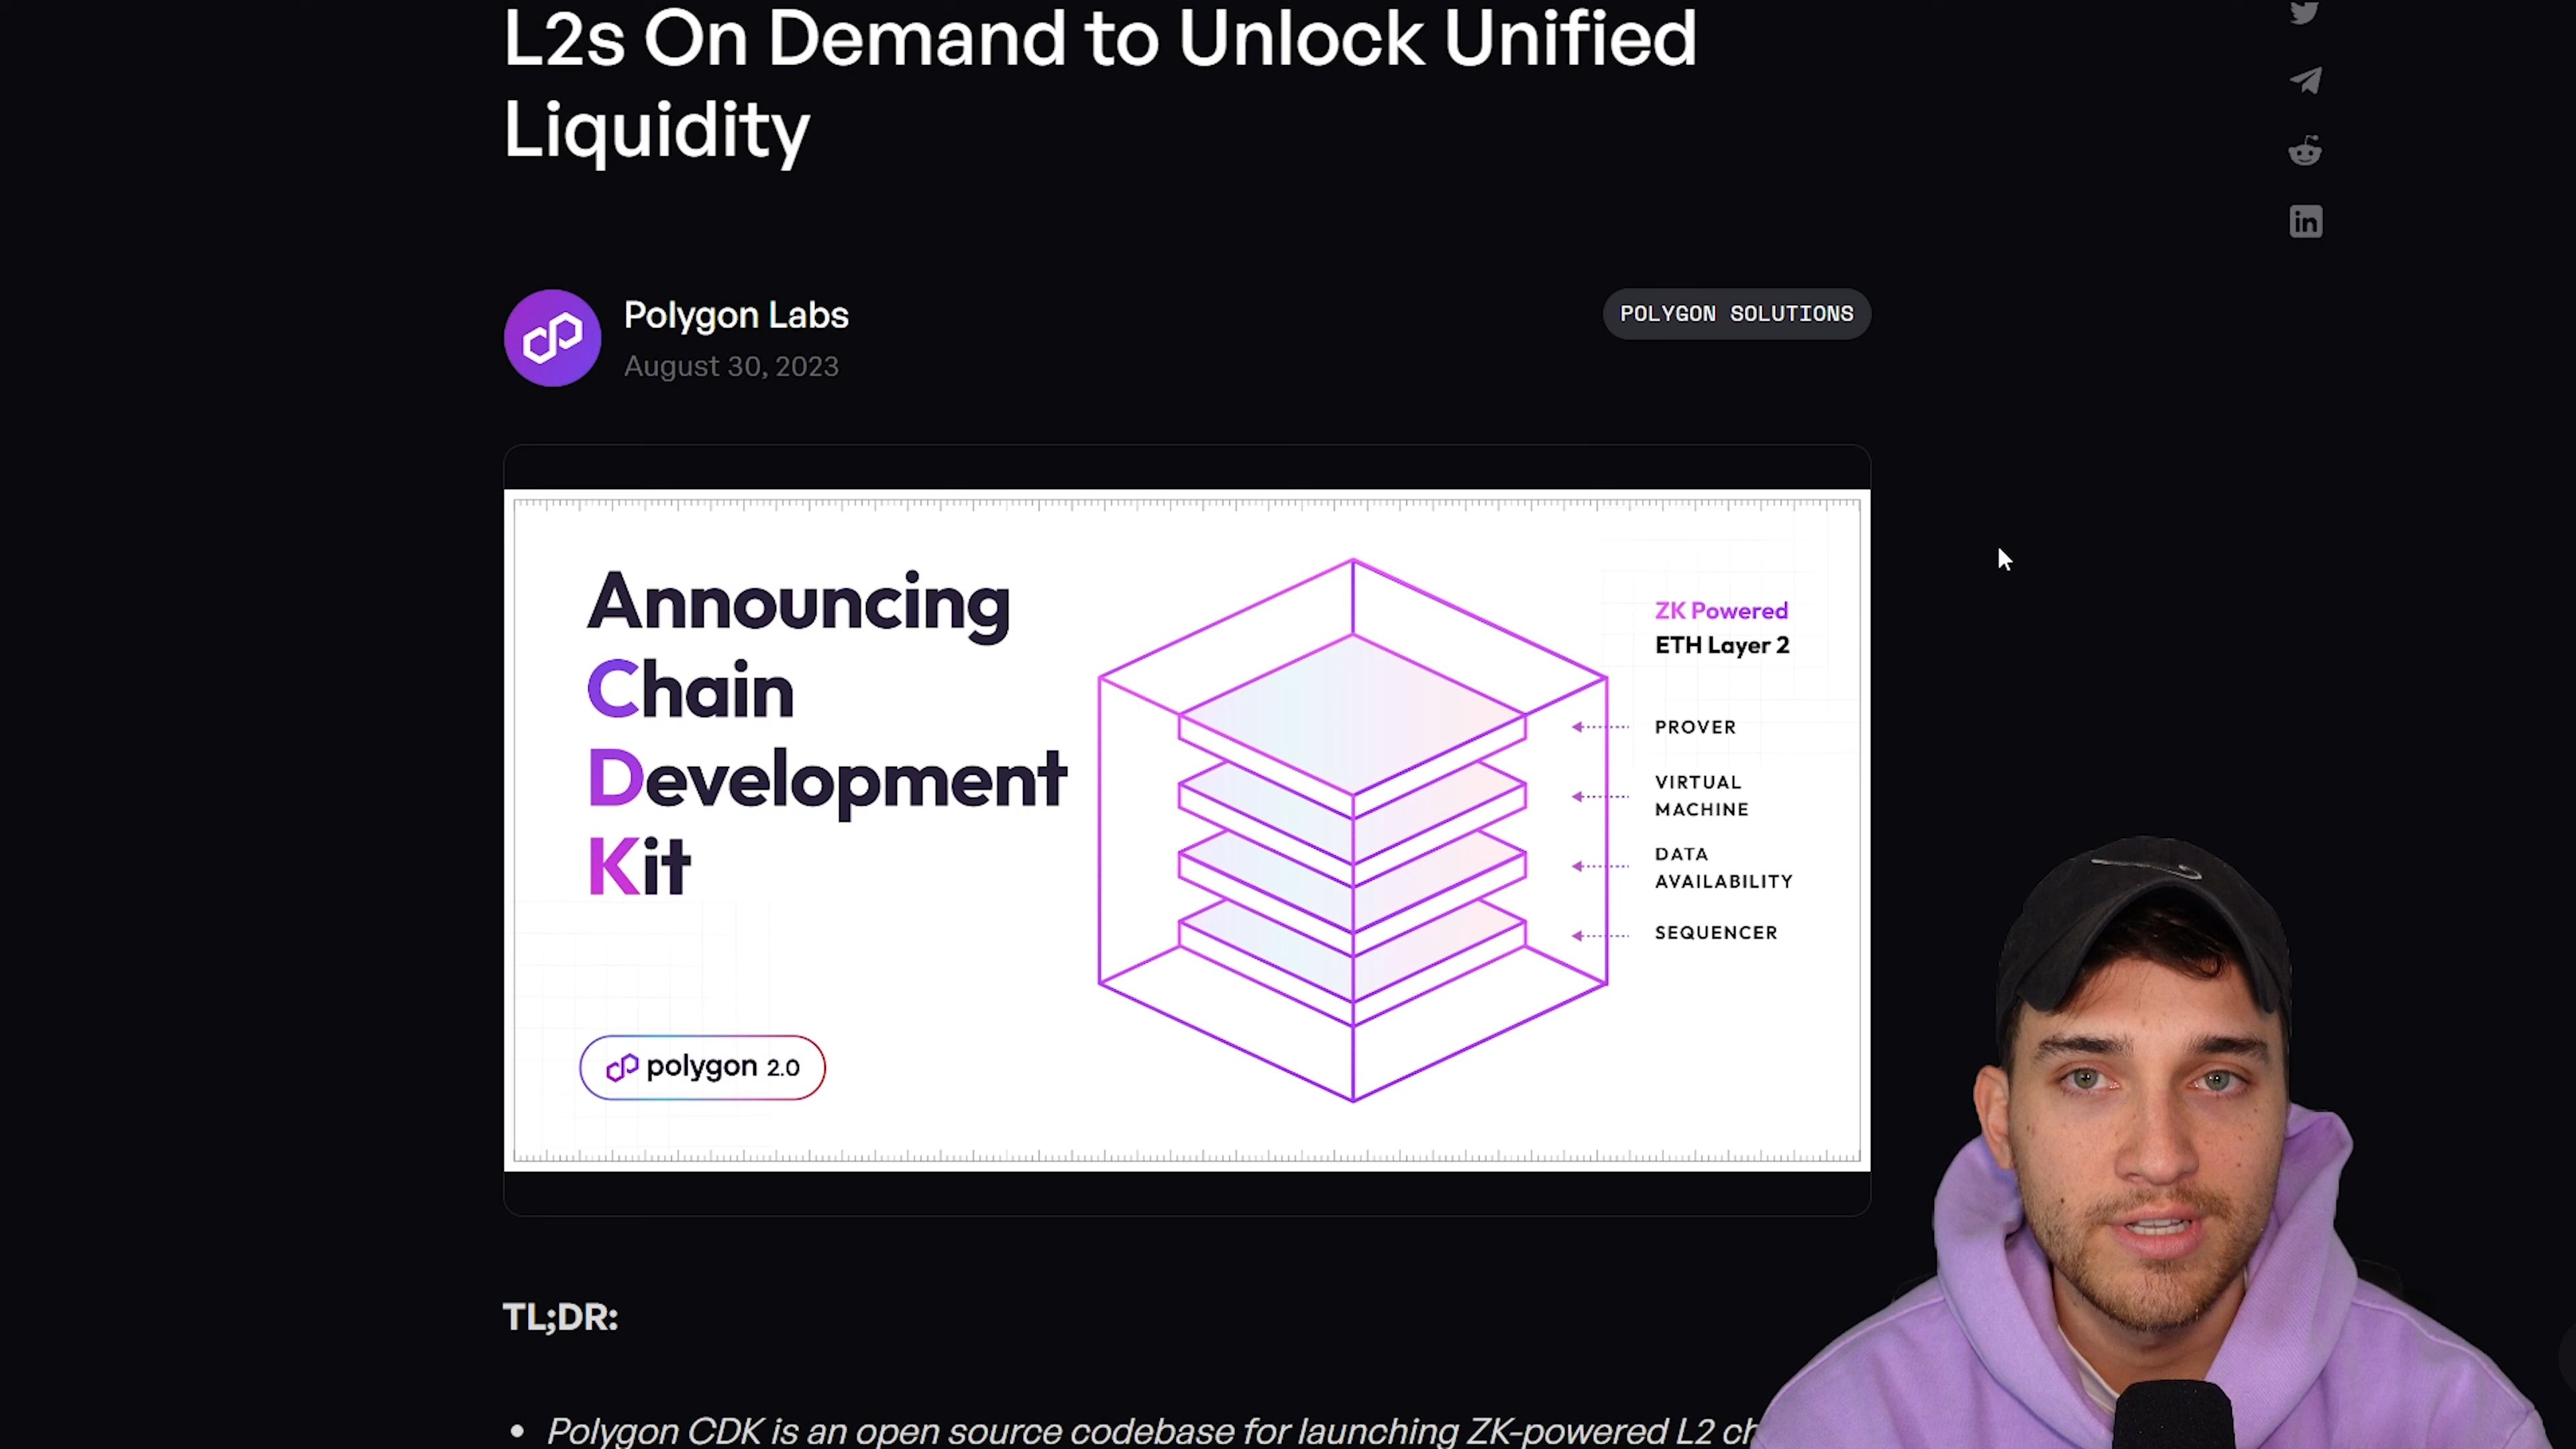 L2s On Demand to Unlock Unified
Liquidity
Polygon Labs
August 30, 2023
POLYGON SOLUTIONS
Announcing
Chain
Development
Kit
ZK Powered
ETH Layer 2
PROVER
VIRTUAL
MACHINE
DATA
AVAILABILITY
SEQUENCER
polygon 2.0
TL;DR:
• Polygon CDK is an open source codebase for launching ZK-powered L2